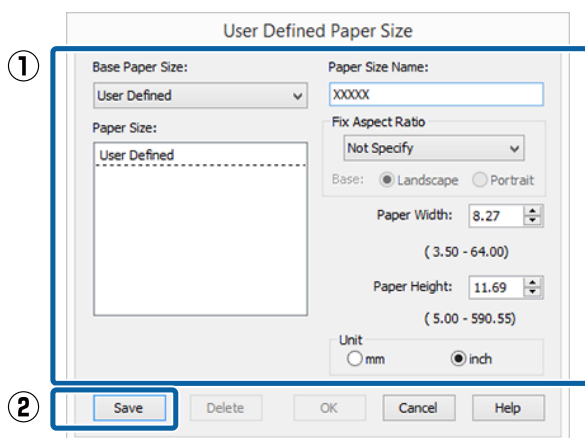 User Defined Paper Size
①
Base Paper Size:
User Defined
Paper Size:
User Defined
Paper Size Name:
XXXXX
Fix Aspect Ratio
Not Specify
Base: Landscape Portrait
Paper Width: 8.27
( 3.50 - 64.00)
Paper Height: 11.69
( 5.00 - 590.55)
Unit
mm inch
②
Save Delete OK Cancel Help